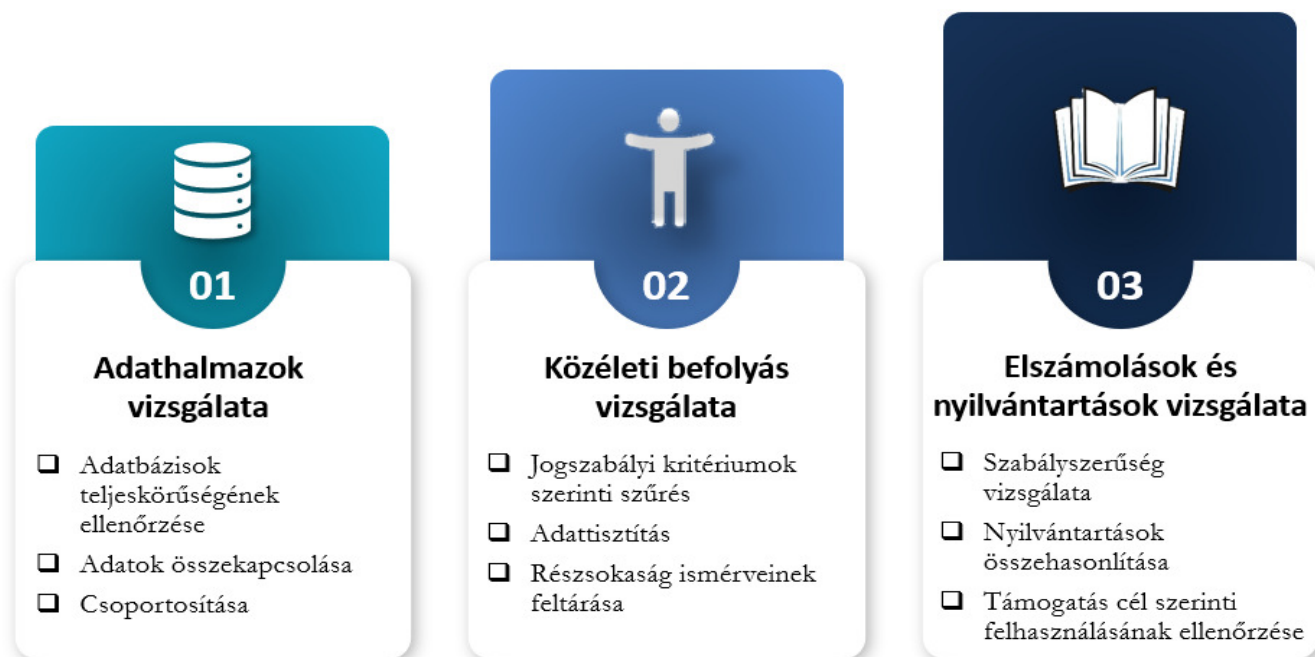 01
Adathalmazok
vizsgálata
Adatbázisok
teljeskörűségének
ellenőrzése
Adatok összekapcsolása
Csoportosítása
02
Közéleti befolyás
vizsgálata
Jogszabályi kritériumok
szerinti szűrés
Adattisztítás
Részsokaság ismérveinek
feltárása
03
Elszámolások és
nyilvántartások vizsgálata
Szabályszerűség
vizsgálata
Nyilvántartások
összehasonlítása
Támogatás cél szerinti
felhasználásának ellenőrzése